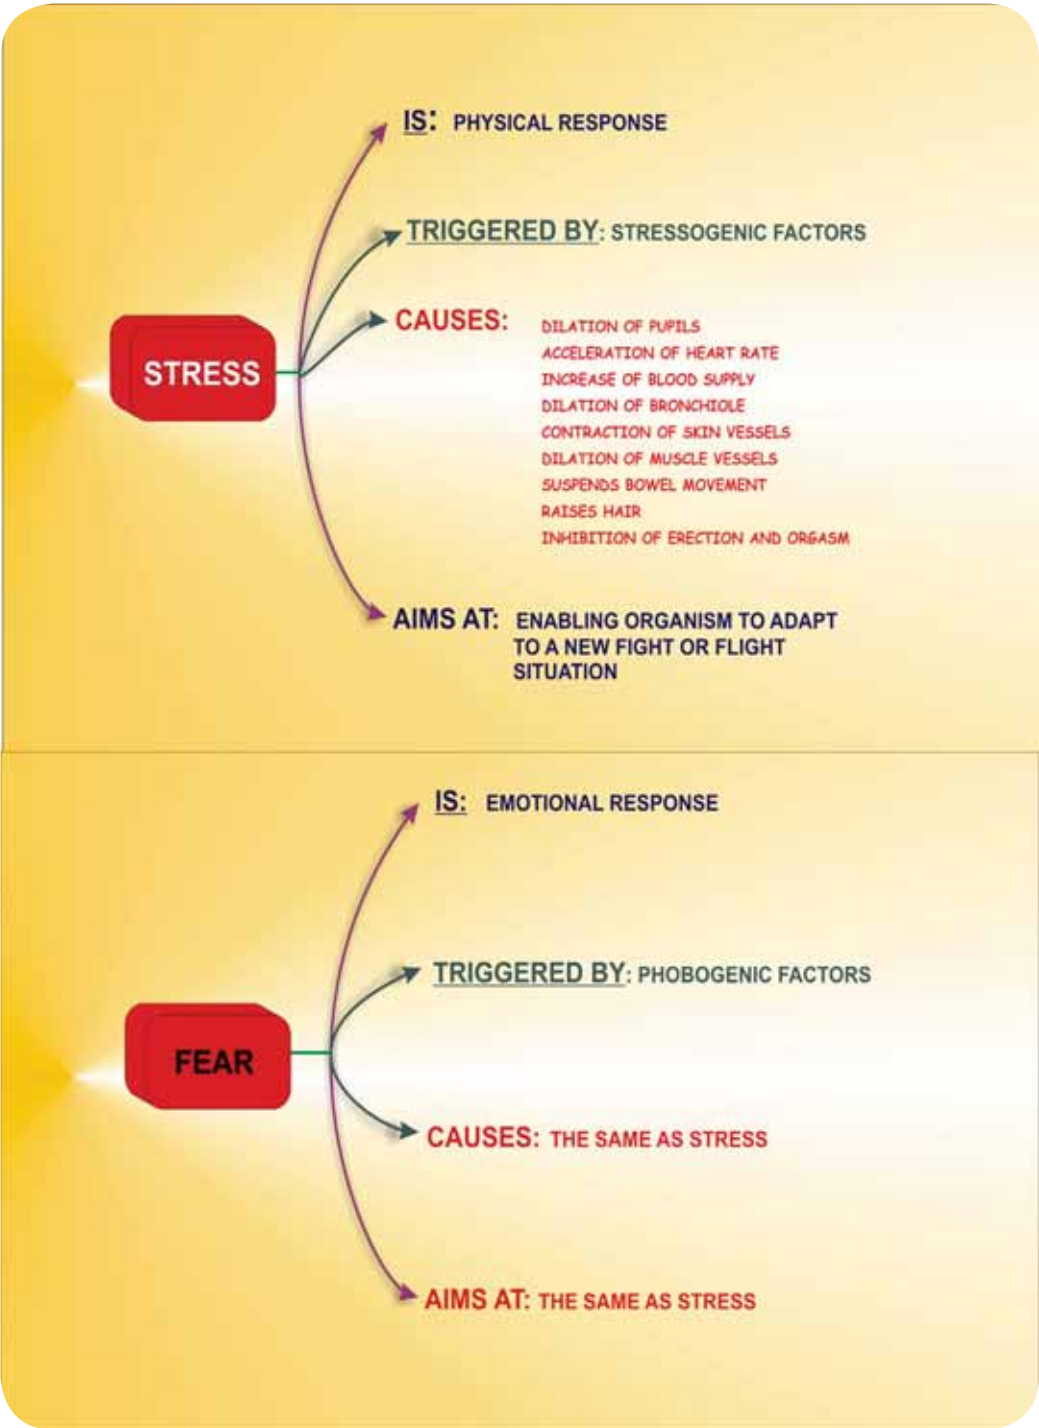 IS: PHYSICAL RESPONSE
TRIGGERED BY: STRESSOGENIC FACTORS
STRESS
CAUSES:
DILATION OF PUPILS
ACCELERATION OF HEART RATE
INCREASE OF BLOOD SUPPLY
DILATION OF BRONCHIOLE
CONTRACTION OF SKIN VESSELS
DILATION OF MUSCLE VESSELS
SUSPENDS BOWEL MOVEMENT
RAISES HAIR
INHIBITION OF ERECTION AND ORGASM
AIMS AT: ENABLING ORGANISM TO ADAPT
TO A NEW FIGHT OR FLIGHT
SITUATION
IS: EMOTIONAL RESPONSE
TRIGGERED BY: PHOBOGENIC FACTORS
FEAR
CAUSES: THE SAME AS STRESS
AIMS AT: THE SAME AS STRESS